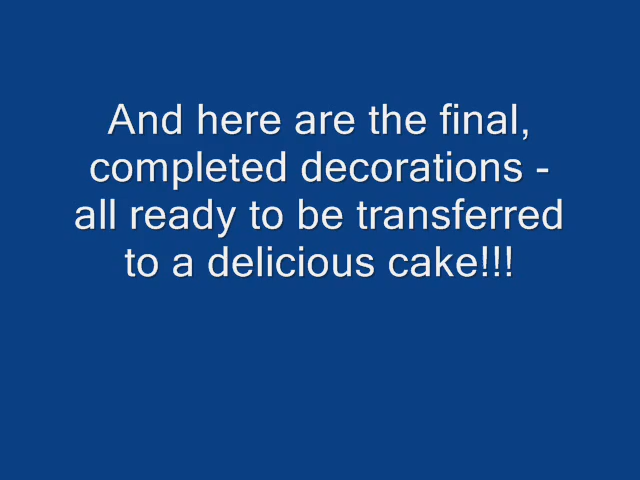 And here are the final,
completed decorations -
all ready to be transferred
to a delicious cake!!!